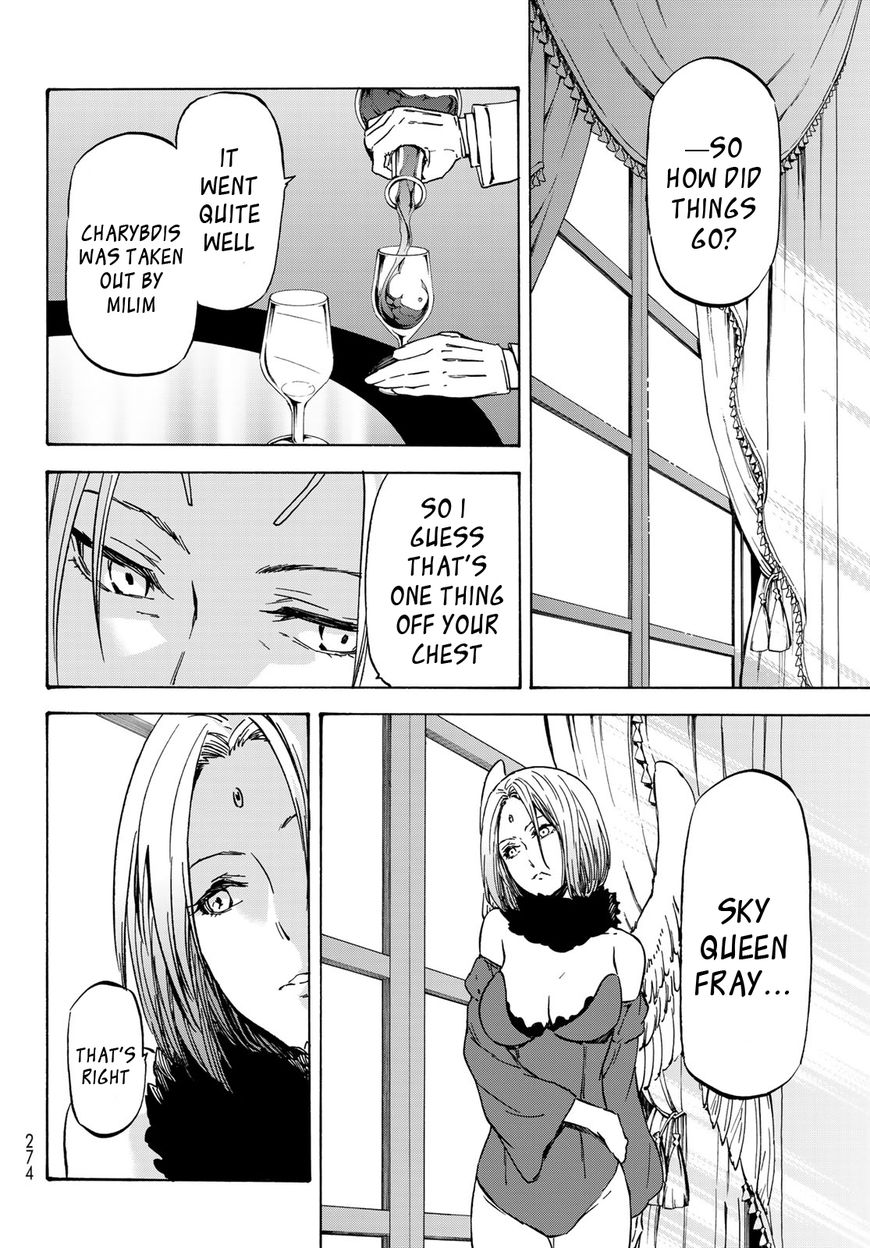 —SO
HOW DID
THINGS
GO?
IT
WENT
QUITE
WELL
CHARYBDIS
WAS TAKEN
OUT BY
MILIM
SO I
GUESS
THAT'S
ONE THING
OFF YOUR
CHEST
SKY
QUEEN
FRAY...
THAT'S
RIGHT
274